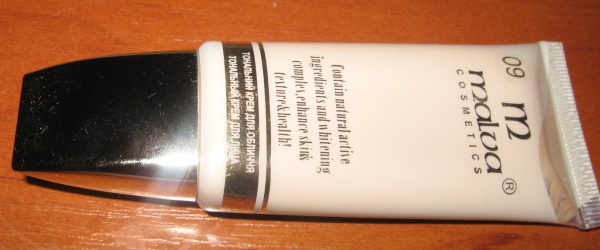 09
m
malva®
COSMETICS
Contain natural active
ingredients and whitening
complex, enhance skin's
texture & health!
ТОНАЛЬНИЙ КРЕМ ДЛЯ ОБЛИЧЧЯ
ТОНАЛЬНЫЙ КРЕМ ДЛЯ ЛИЦА